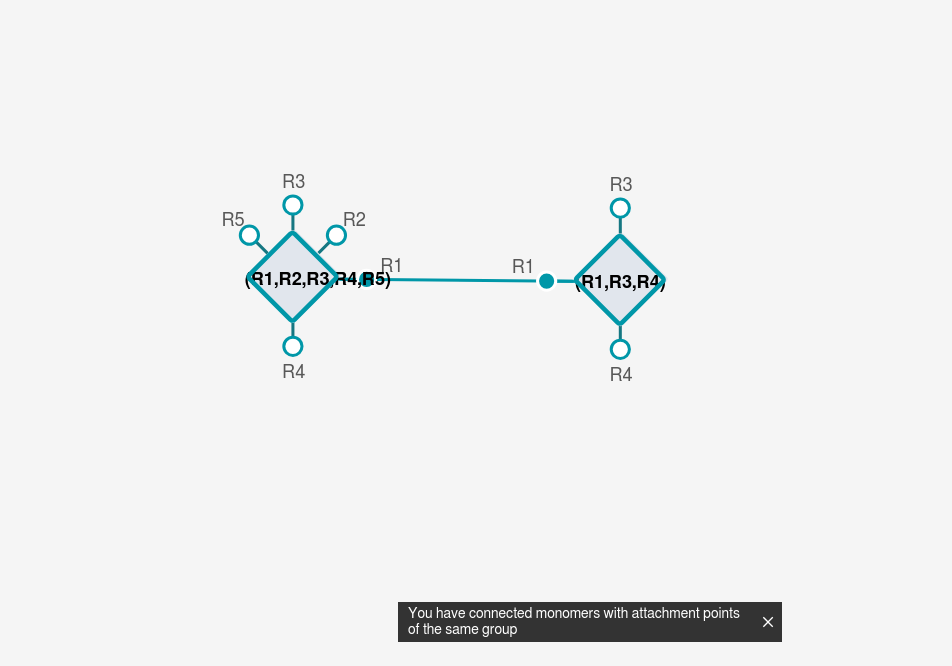 R3
R3
R5
R2
R1
R1
(R1,R2,R3,R4,R5)
(R1,R3,R4)
R4
R4
You have connected monomers with attachment points
of the same group